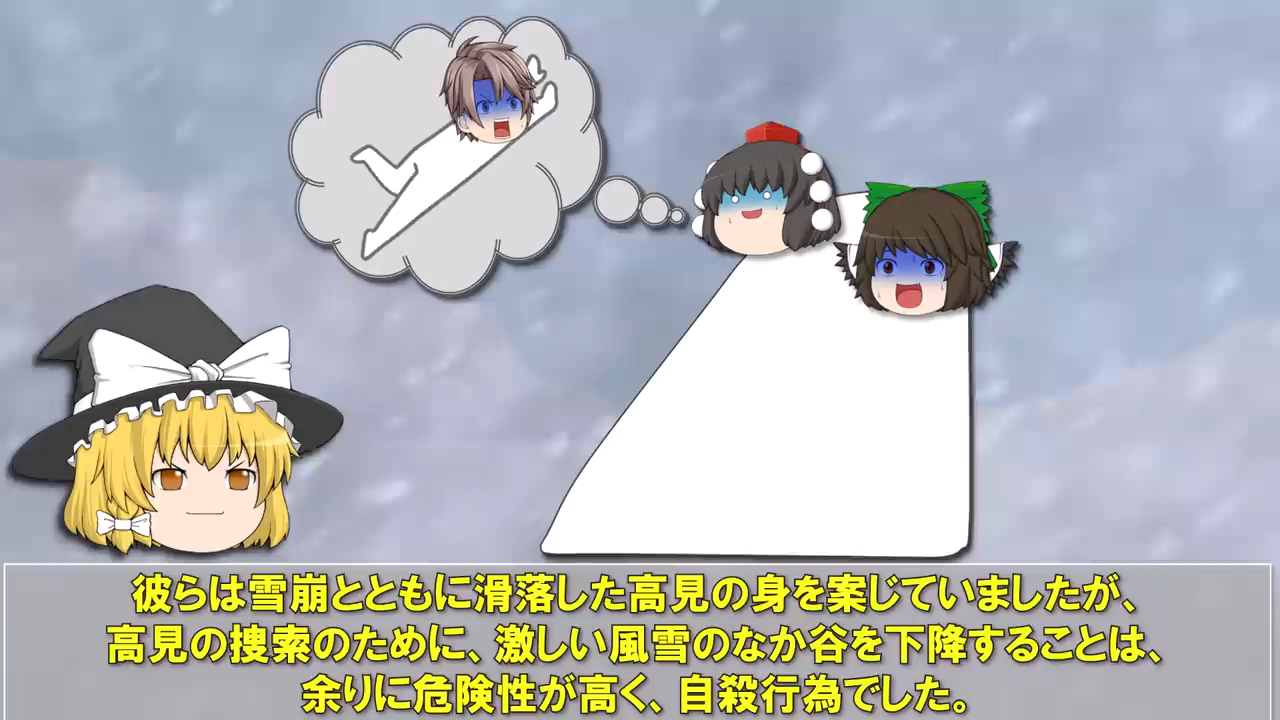 彼らは雪崩とともに滑落した高見の身を案じていましたが、
高見の捜索のために、激しい風雪のなか谷を下降することは、
余りに危険性が高く、自殺行為でした。